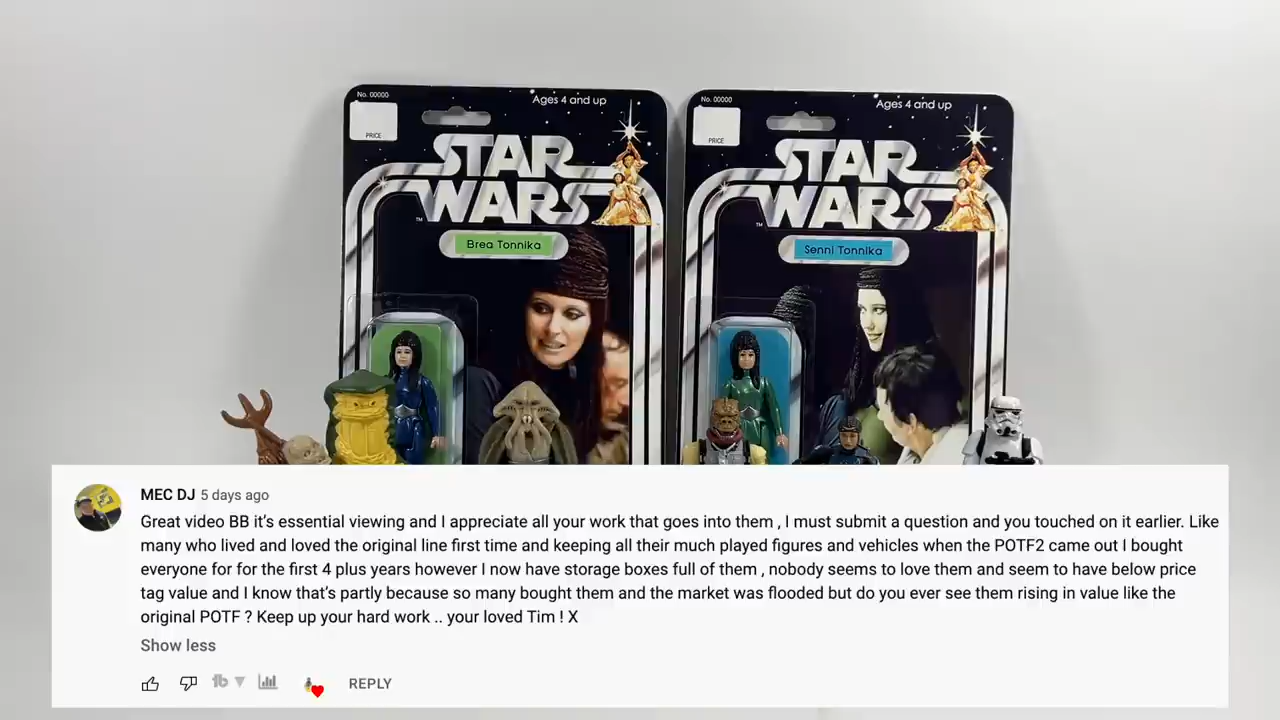 No. 00000
Ages 4 and up
PRICE
STAR
WARS
™
Brea Tonnika
No. 00000
Ages 4 and up
PRICE
STAR
WARS
™
Senni Tonnika
MEC DJ 5 days ago
Great video BB it’s essential viewing and I appreciate all your work that goes into them , I must submit a question and you touched on it earlier. Like
many who lived and loved the original line first time and keeping all their much played figures and vehicles when the POTF2 came out I bought
everyone for for the first 4 plus years however I now have storage boxes full of them , nobody seems to love them and seem to have below price
tag value and I know that’s partly because so many bought them and the market was flooded but do you ever see them rising in value like the
original POTF ? Keep up your hard work .. your loved Tim ! X
Show less
tb
REPLY